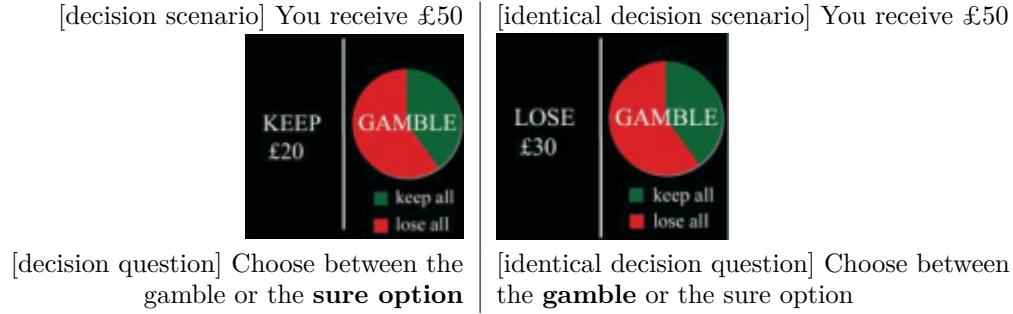 [decision scenario] You receive £50
KEEP
£20
GAMBLE
keep all
lose all
[decision question] Choose between the
gamble or the sure option
[identical decision scenario] You receive £50
LOSE
£30
GAMBLE
keep all
lose all
[identical decision question] Choose between
the gamble or the sure option